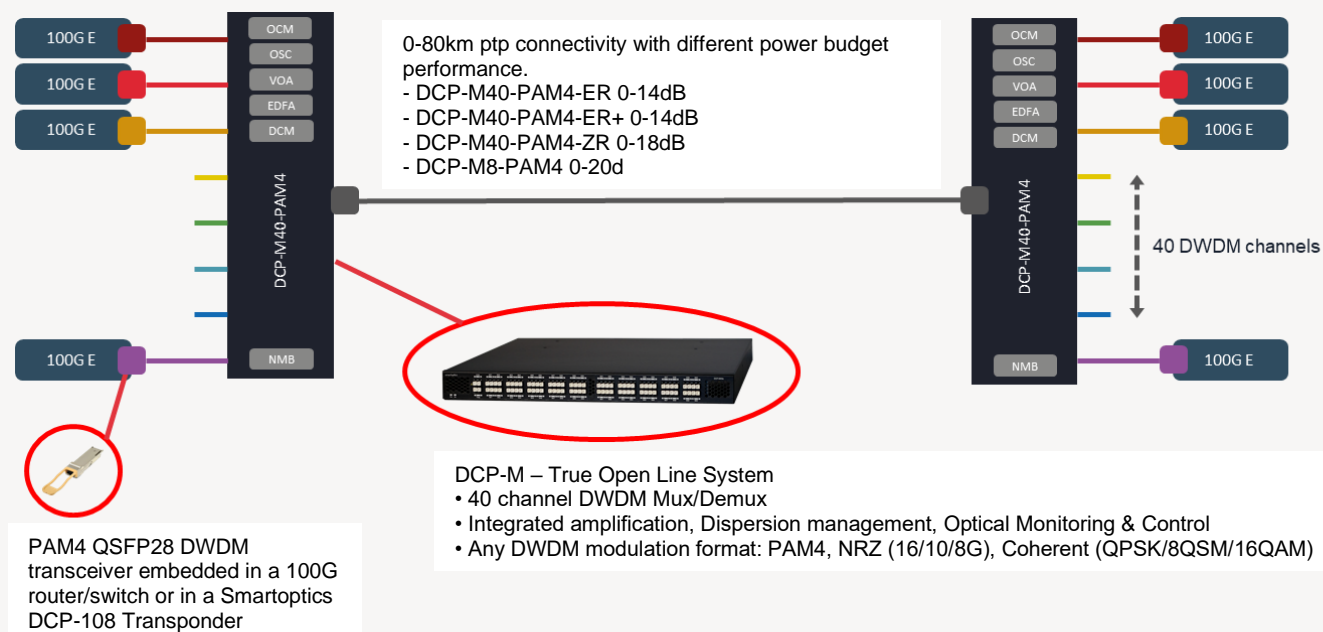 100G E
100G E
100G E
OCM
OSC
VOA
EDFA
DCM
DCP-M40-PAM4
NMB
100G E
0-80km ptp connectivity with different power budget
performance.
- DCP-M40-PAM4-ER 0-14dB
- DCP-M40-PAM4-ER+ 0-14dB
- DCP-M40-PAM4-ZR 0-18dB
- DCP-M8-PAM4 0-20d
OCM
OSC
VOA
EDFA
DCM
DCP-M40-PAM4
NMB
100G E
100G E
100G E
40 DWDM channels
100G E
PAM4 QSFP28 DWDM
transceiver embedded in a 100G
router/switch or in a Smartoptics
DCP-108 Transponder
DCP-M – True Open Line System
• 40 channel DWDM Mux/Demux
• Integrated amplification, Dispersion management, Optical Monitoring & Control
• Any DWDM modulation format: PAM4, NRZ (16/10/8G), Coherent (QPSK/8QSM/16QAM)